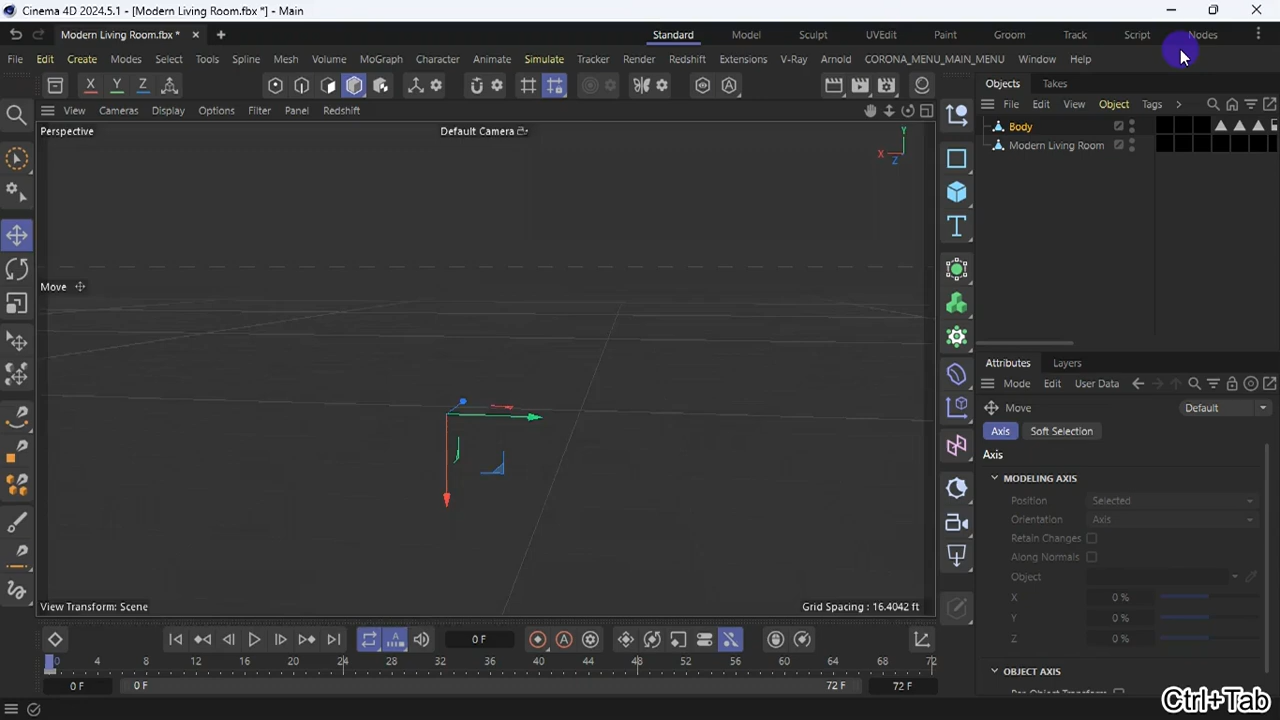 Cinema 4D 2024.5.1 - [Modern Living Room.fbx *] - Main
Modern Living Room.fbx *
Standard Model Sculpt UVEdit Paint Groom Track Script Nodes
File Edit Create Modes Select Tools Spline Mesh Volume MoGraph Character Animate Simulate Tracker Render Redshift Extensions V-Ray Arnold CORONA_MENU_MAIN_MENU Window Help
X Y Z
Objects Takes
View Cameras Display Options Filter Panel Redshift
File Edit View Object Tags
Perspective
Default Camera
Y
X
Z
Body
Modern Living Room
Move
Attributes Layers
Mode Edit User Data
Move Default
Axis Soft Selection
Axis
MODELING AXIS
Position Selected
Orientation Axis
Retain Changes
Along Normals
Object
X 0 %
Y 0 %
Z 0 %
View Transform: Scene
Grid Spacing : 16.4042 ft
0 F
0 4 8 12 16 20 24 28 32 36 40 44 48 52 56 60 64 68 72
0 F 0 F 72 F 72 F
OBJECT AXIS
Per-Object Transform
Ctrl+Tab